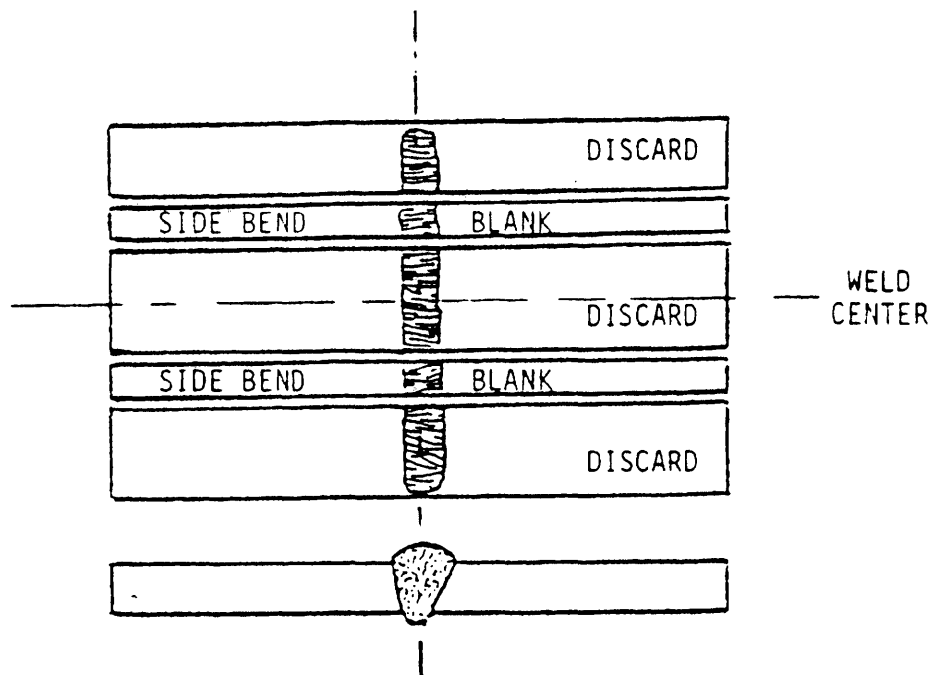 DISCARD
SIDE BEND BLANK
WELD
CENTER
DISCARD
SIDE BEND BLANK
DISCARD